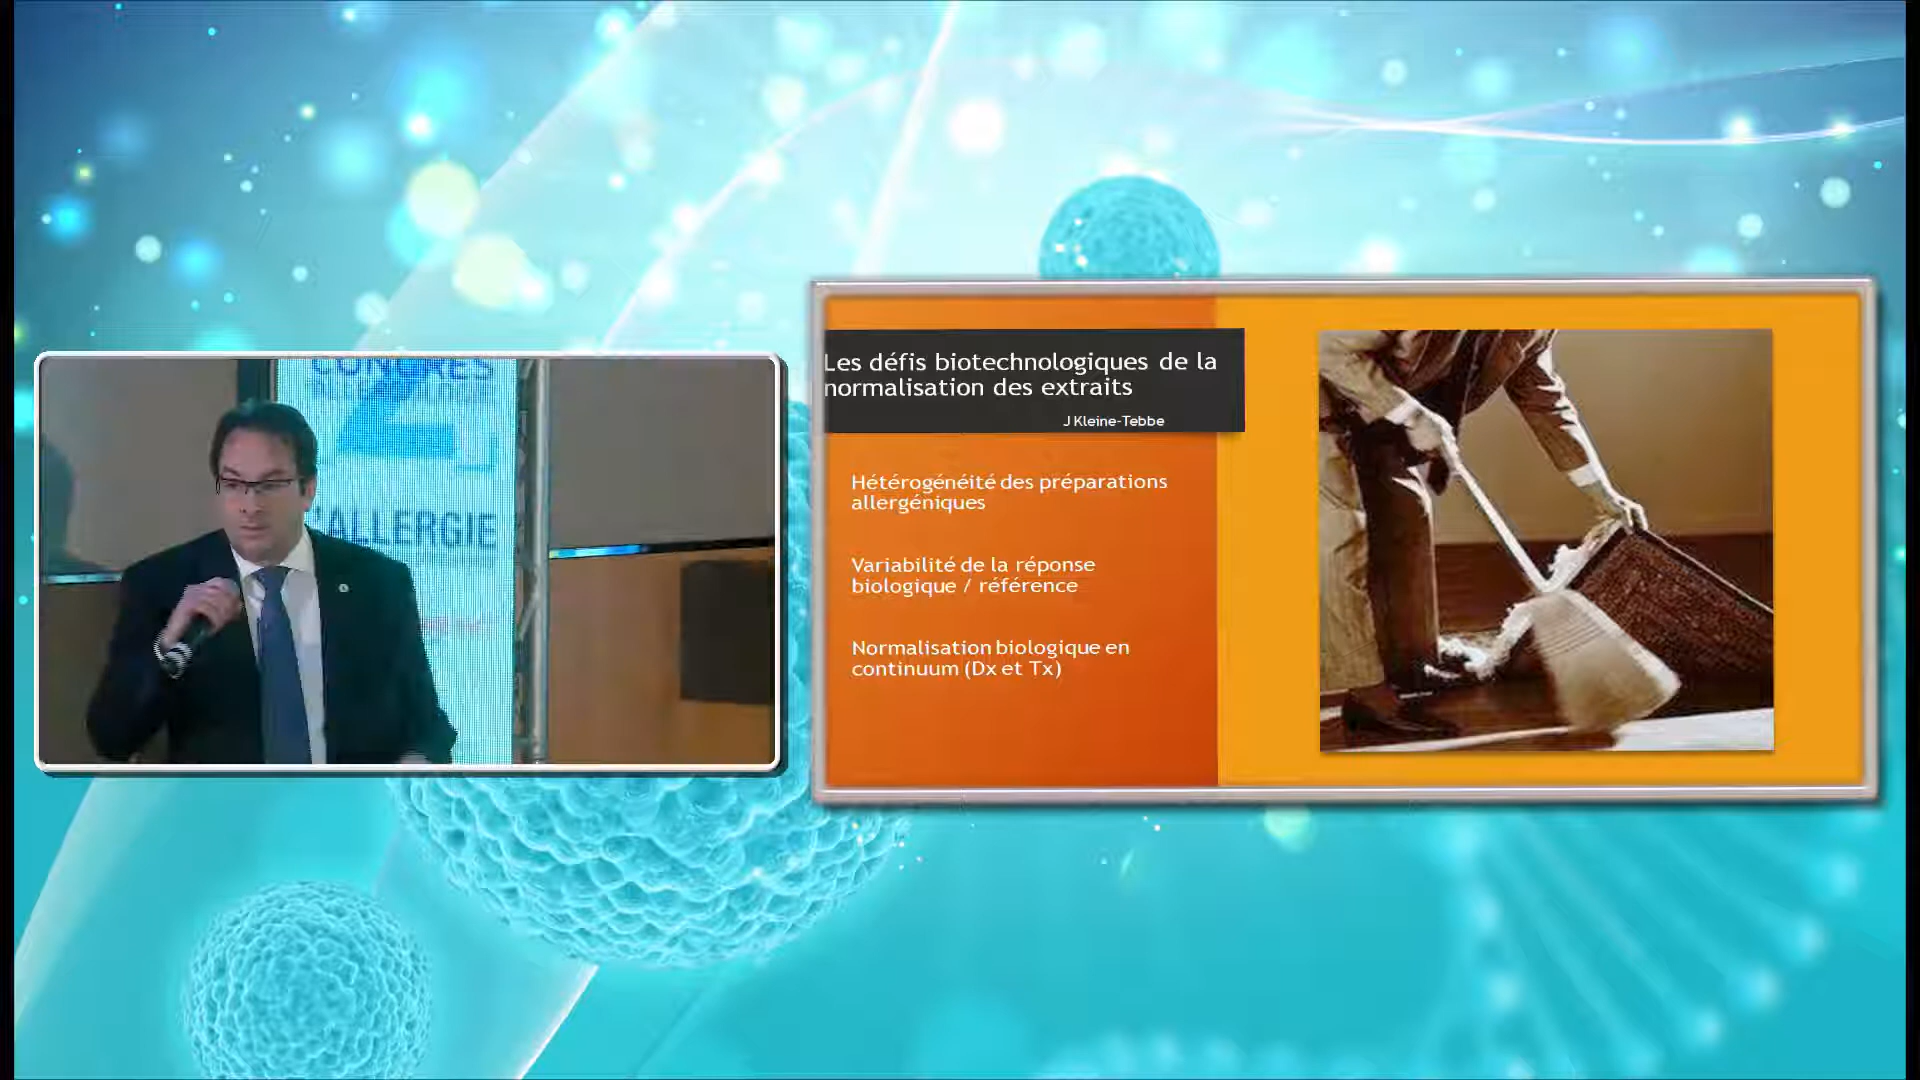 CONGRÈS
ALLERGIE
Les défis biotechnologiques de la
normalisation des extraits
J Kleine-Tebbe
Hétérogénéité des préparations
allergéniques
Variabilité de la réponse
biologique / référence
Normalisation biologique en
continuum (Dx et Tx)